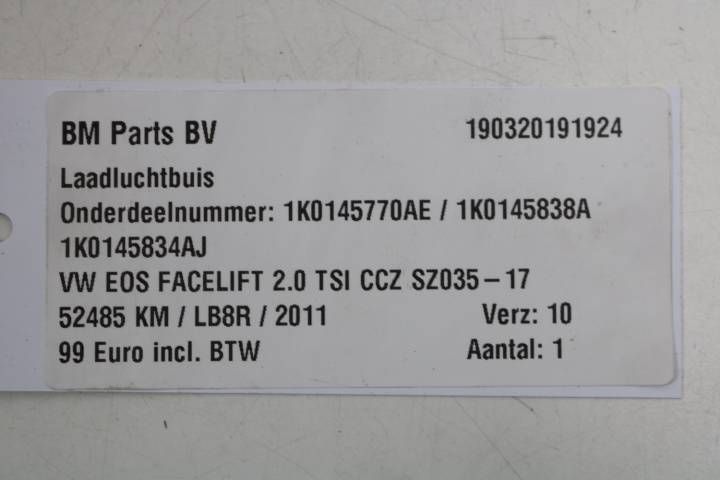 BM Parts BV 190320191924
Laadluchtbuis
Onderdeelnummer: 1K0145770AE / 1K0145838A
1K0145834AJ
VW EOS FACELIFT 2.0 TSI CCZ SZ035-17
52485 KM / LB8R / 2011 Verz: 10
99 Euro incl. BTW Aantal: 1